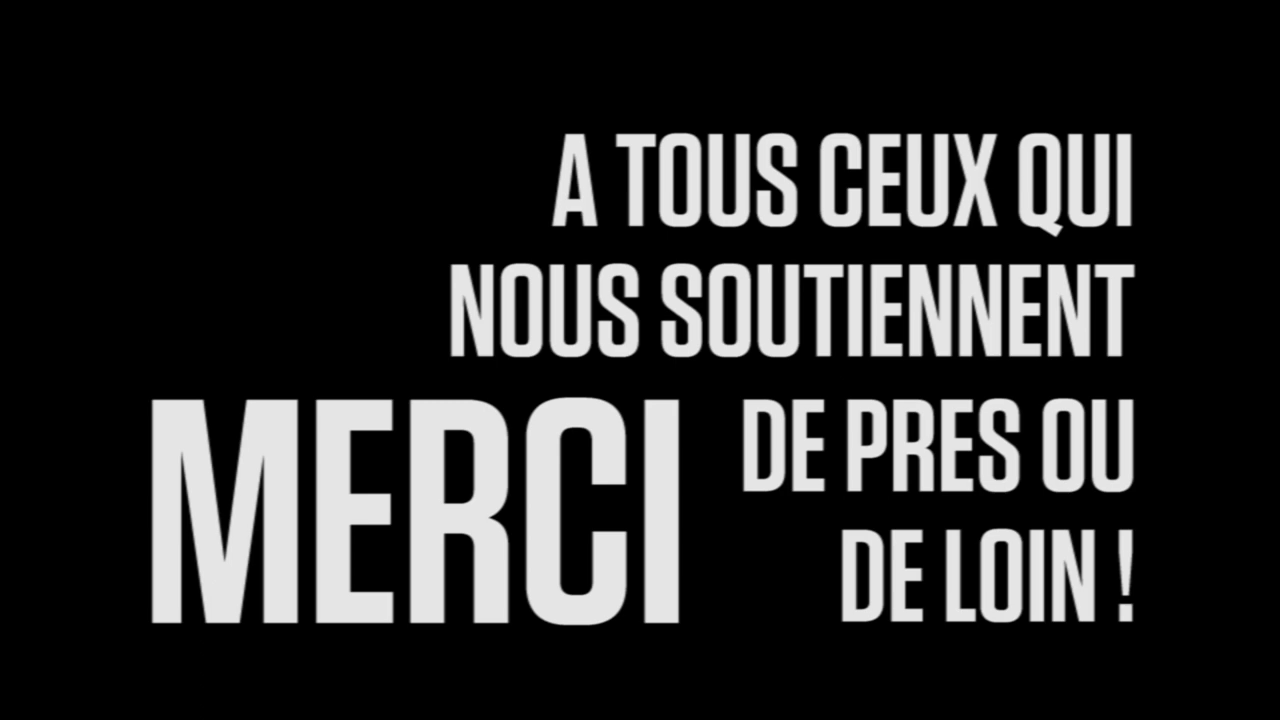 A TOUS CEUX QUI
NOUS SOUTIENNENT
MERCI
DE PRES OU
DE LOIN !